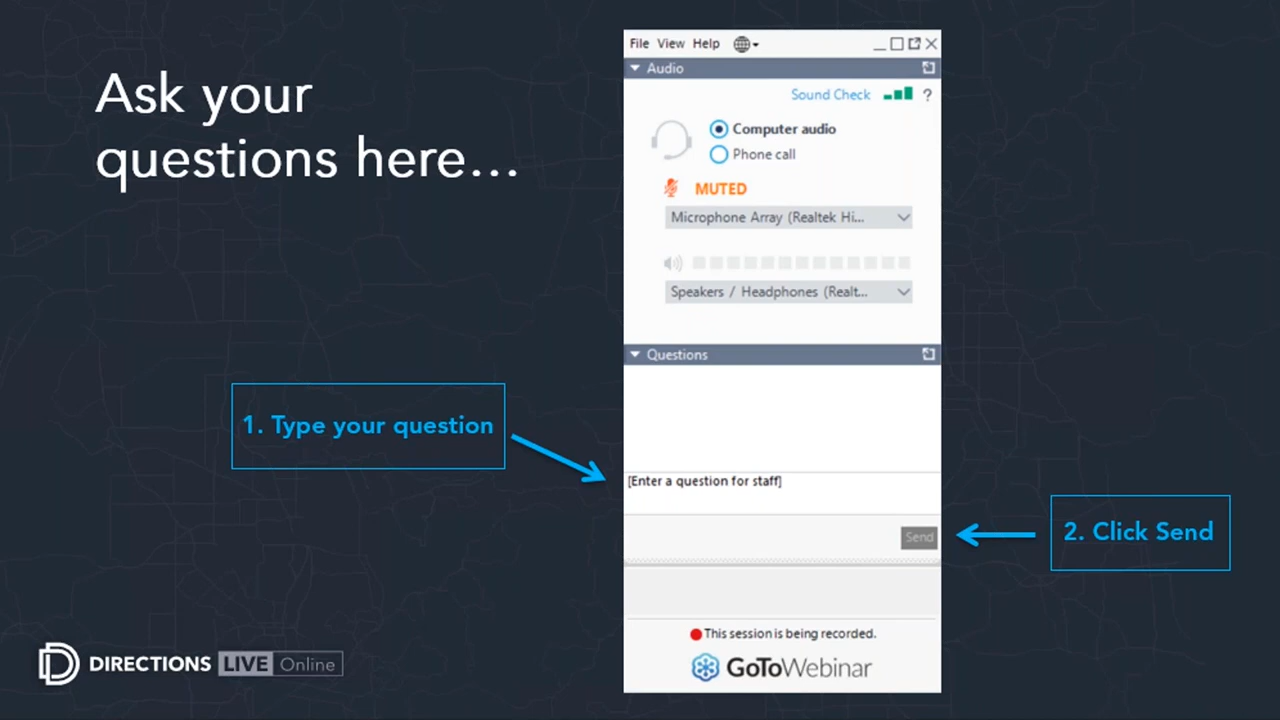 Ask your
questions here...
File View Help
Audio
Sound Check ?
Computer audio
Phone call
MUTED
Microphone Array (Realtek Hi...
Speakers / Headphones (Realt...
Questions
1. Type your question
[Enter a question for staff]
Send
2. Click Send
This session is being recorded.
GoToWebinar
DIRECTIONS LIVE Online